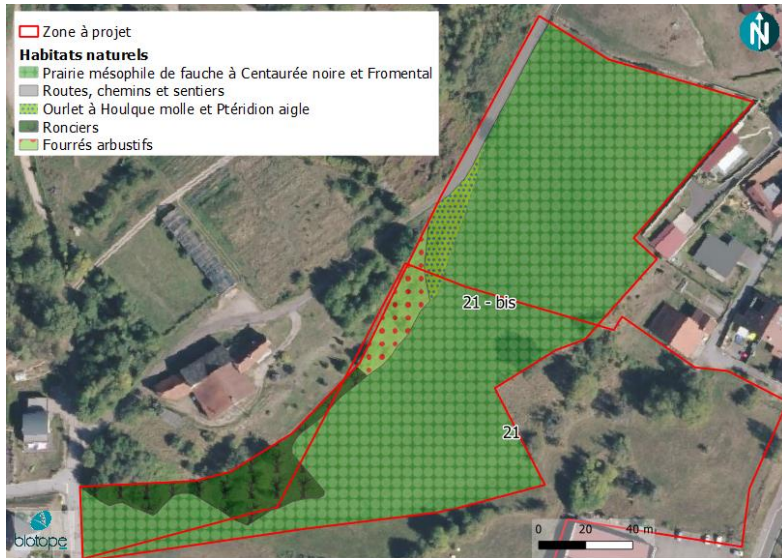 Zone à projet
Habitats naturels
Prairie mésophile de fauche à Centaurée noire et Fromental
Routes, chemins et sentiers
Ourlet à Houlque molle et Ptéridion aigle
Ronciers
Fourrés arbustifs
N
21 - bis
21
biotope
0 20 40 m